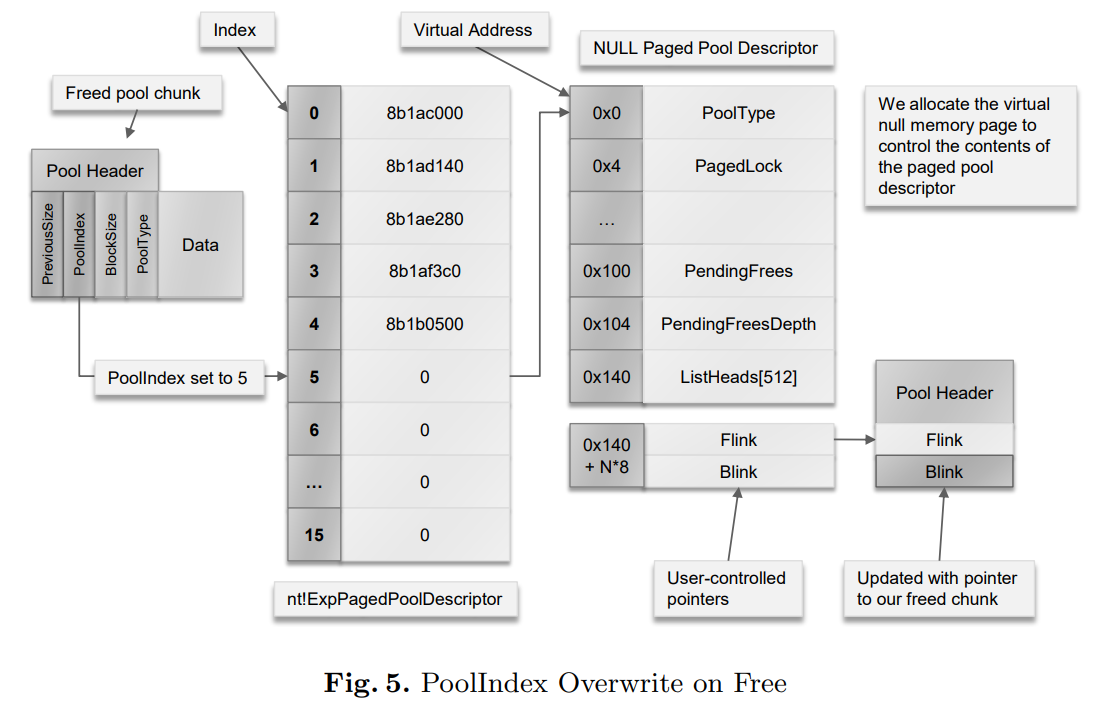 Index
Virtual Address
NULL Paged Pool Descriptor
Freed pool chunk
Pool Header
PreviousSize
PoolIndex
BlockSize
PoolType
Data
PoolIndex set to 5
0 8b1ac000
1 8b1ad140
2 8b1ae280
3 8b1af3c0
4 8b1b0500
5 0
6 0
... 0
15 0
nt!ExpPagedPoolDescriptor
0x0 PoolType
0x4 PagedLock
...
0x100 PendingFrees
0x104 PendingFreesDepth
0x140 ListHeads[512]
0x140
+ N*8
Flink
Blink
We allocate the virtual
null memory page to
control the contents of
the paged pool
descriptor
Pool Header
Flink
Blink
User-controlled
pointers
Updated with pointer
to our freed chunk
Fig. 5. PoolIndex Overwrite on Free